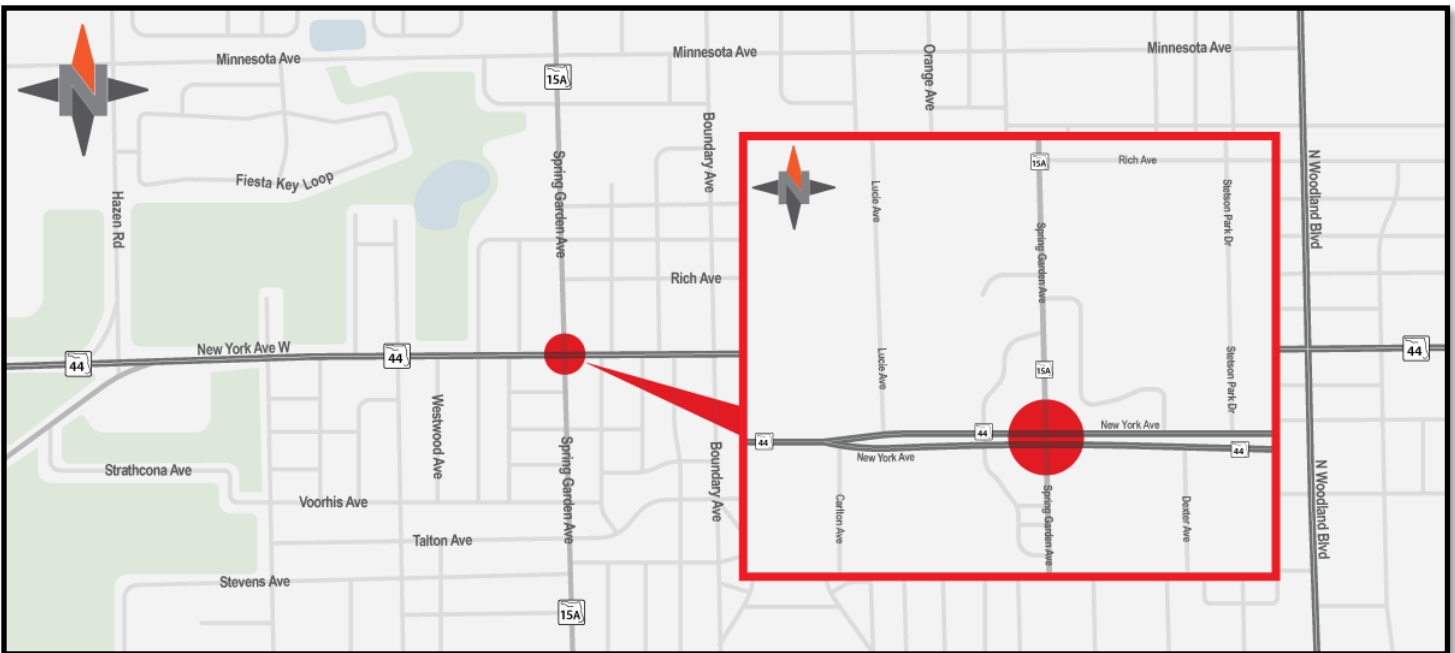 Minnesota Ave
Minnesota Ave
Minnesota Ave
15A
Orange Ave
N
Boundary Ave
Spring Garden Ave
Fiesta Key Loop
Hazen Rd
N Woodland Blvd
Rich Ave
New York Ave W
44
44
44
Westwood Ave
Spring Garden Ave
Boundary Ave
Strathcona Ave
Voorhis Ave
Talton Ave
Stevens Ave
15A
N Woodland Blvd
N
15A
Rich Ave
Lucie Ave
Stetson Park Dr
Spring Garden Ave
Lucie Ave
Stetson Park Dr
15A
New York Ave
44
44
44
New York Ave
Carlton Ave
Spring Garden Ave
Dexter Ave